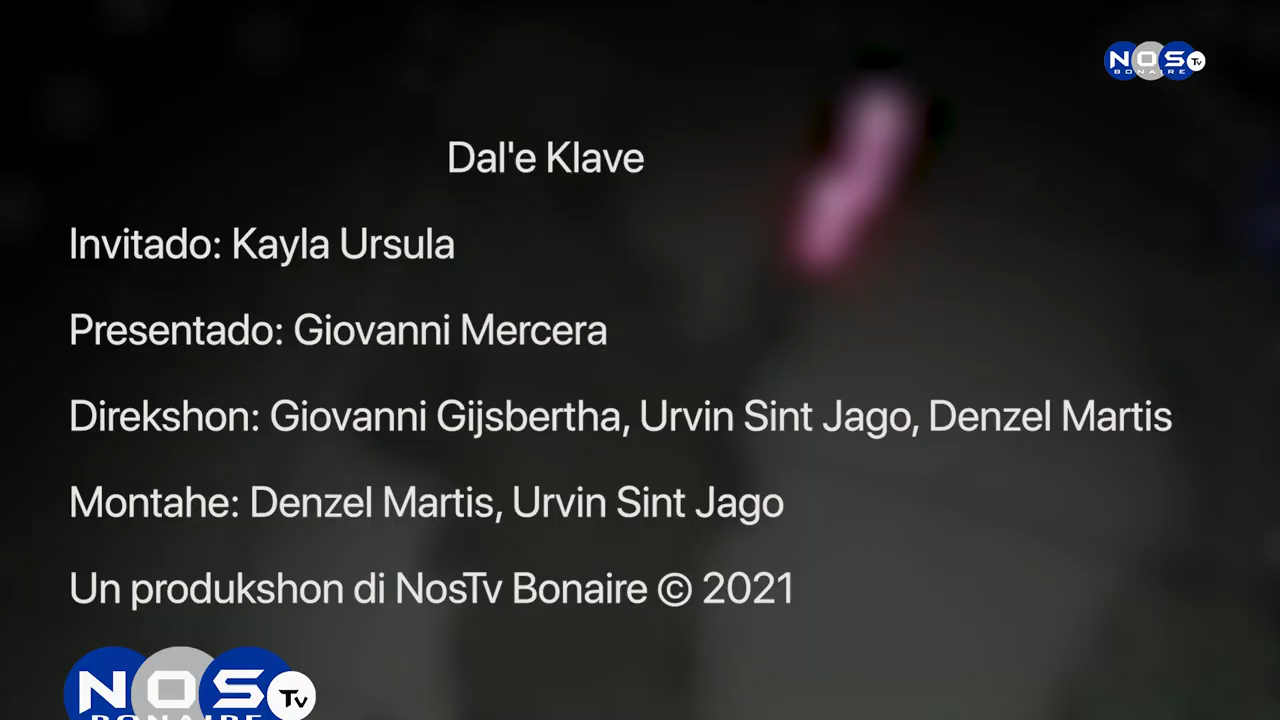 NOS Tv
BONAIRE
Dal'e Klave
Invitado: Kayla Ursula
Presentado: Giovanni Mercera
Direkshon: Giovanni Gijsbertha, Urvin Sint Jago, Denzel Martis
Montahe: Denzel Martis, Urvin Sint Jago
Un produkshon di NosTv Bonaire © 2021
NOS Tv
BONAIRE